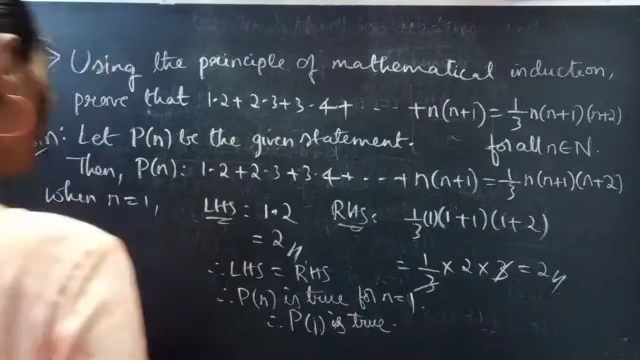 > Using the principle of mathematical induction,
prove that 1·2 + 2·3 + 3·4 + ····· + n(n+1) = 1/3 n(n+1)(n+2)
n: Let P(n) be the given statement. for all n∈N.
Then, P(n): 1·2 + 2·3 + 3·4 + ····· + n(n+1) = 1/3 n(n+1)(n+2)
when n=1, LHS: 1·2 RHS: 1/3 (1)(1+1)(1+2)
= 2
∴ LHS = RHS = 1/3 × 2 × 3 = 2
∴ P(n) is true for n=1
∴ P(1) is true.